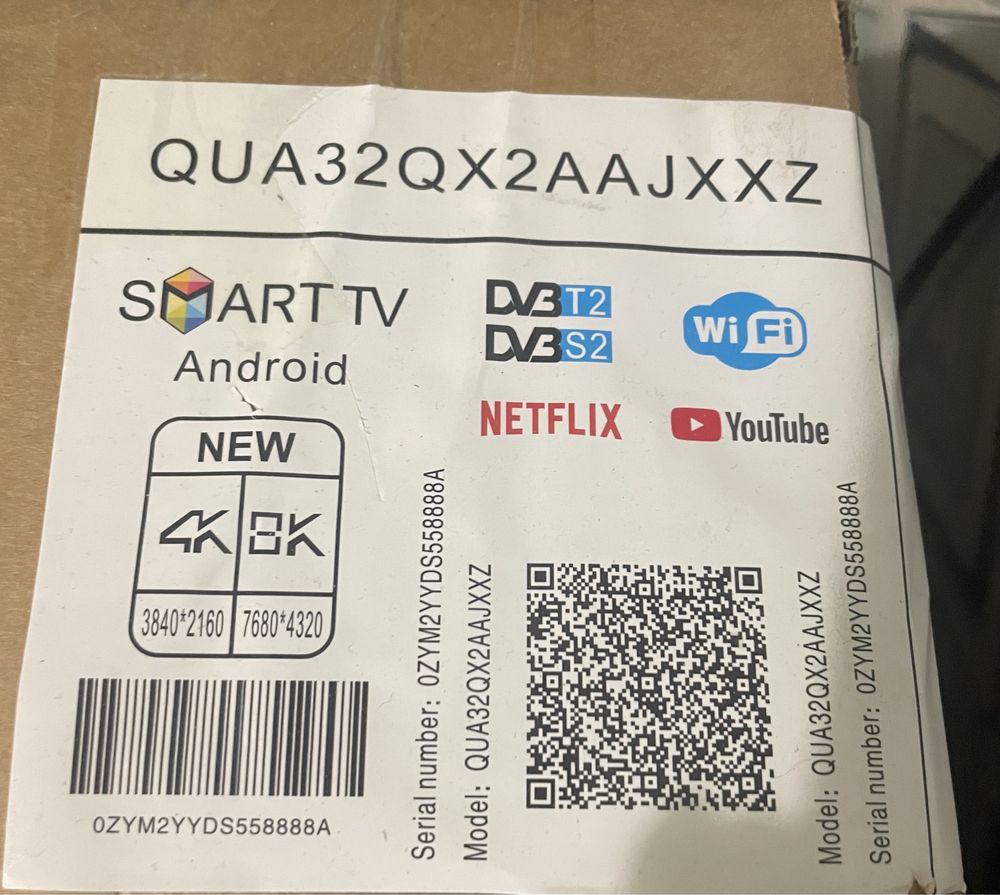 QUA32QX2AAJXXZ
SMART TV
Android
DVB T2
DVB S2
WiFi
NETFLIX
YouTube
NEW
4K 8K
3840*2160 7680*4320
0ZYM2YYDS558888A
Serial number: 0ZYM2YYDS558888A
Model: QUA32QX2AAJXXZ
Model: QUA32QX2AAJXXZ
Serial number: 0ZYM2YYDS558888A